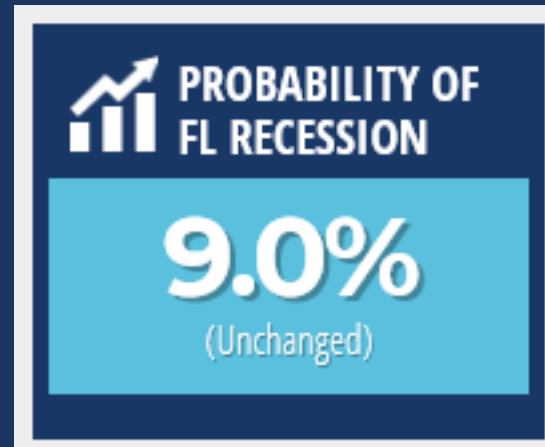 PROBABILITY OF
FL RECESSION
9.0%
(Unchanged)